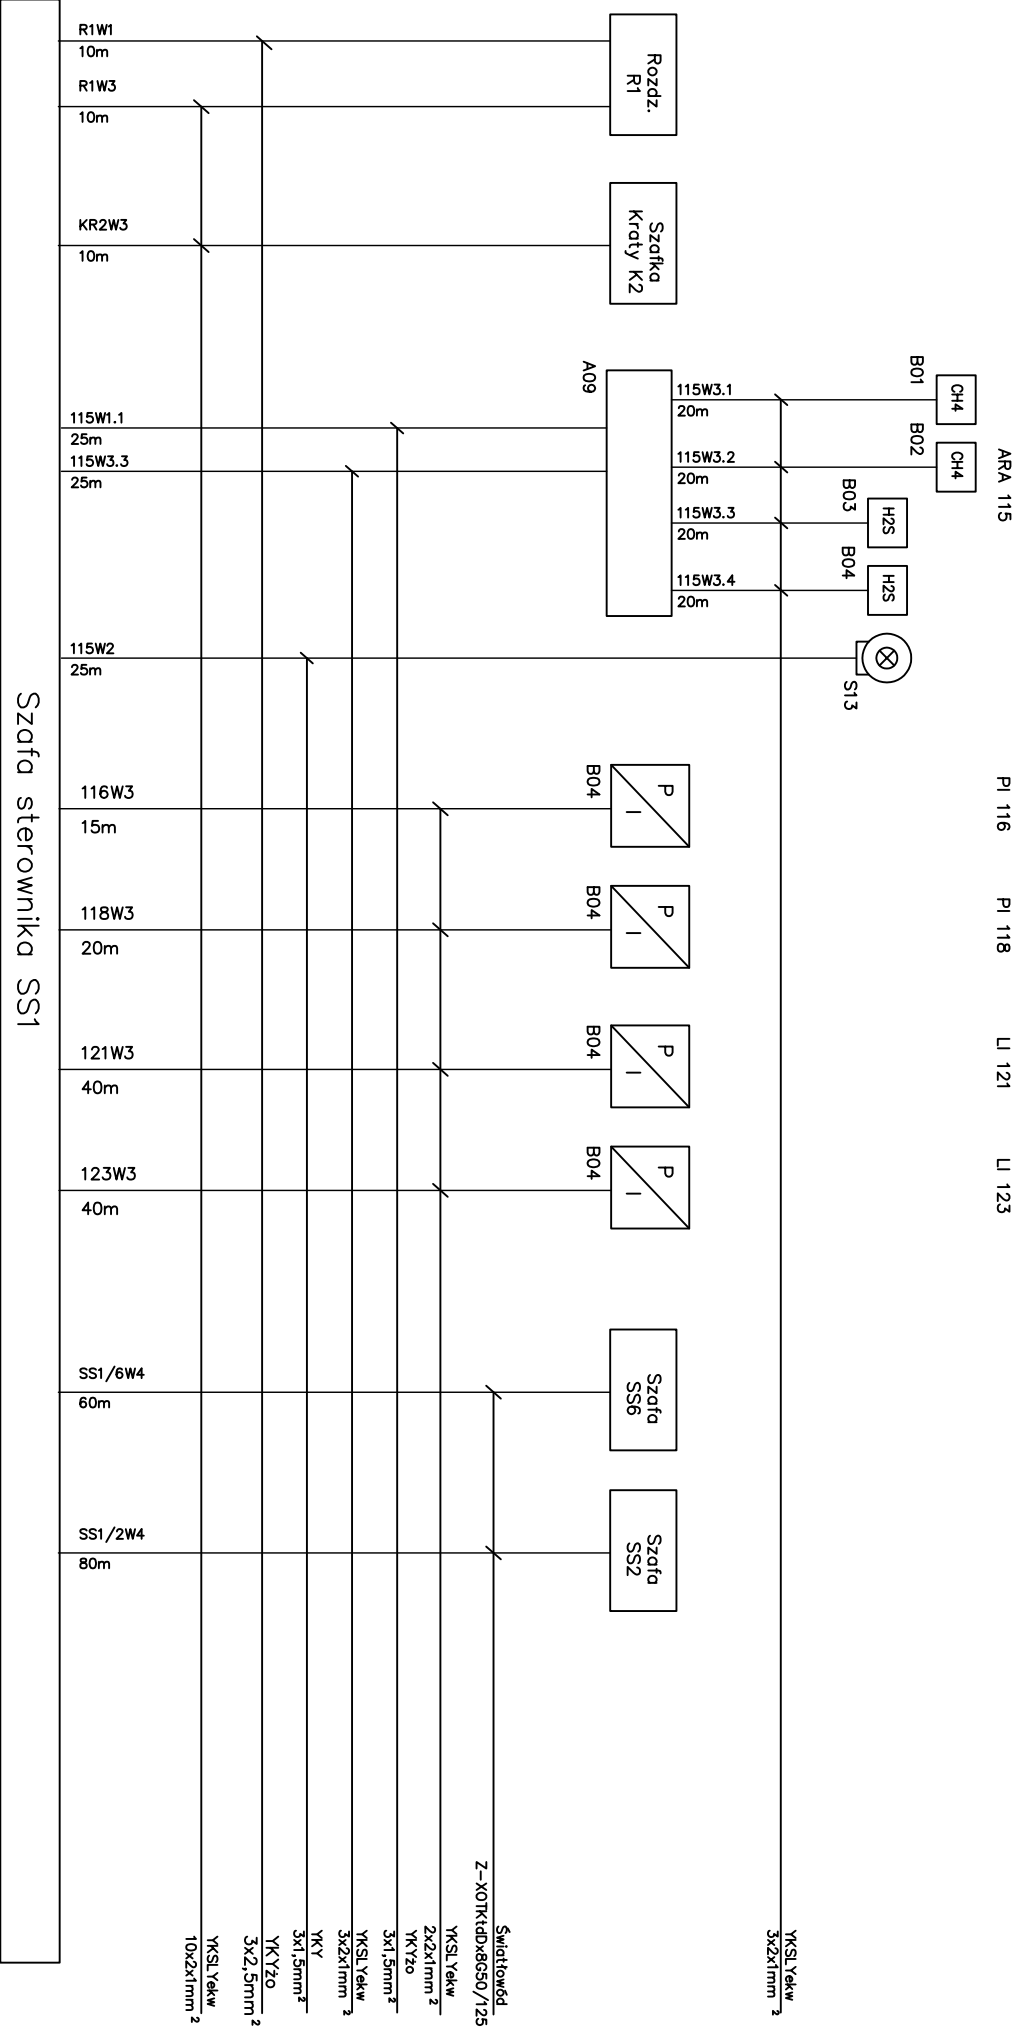 R1W1
10m
R1W3
10m
Rozdz.
R1
KR2W3
10m
Szafka
Kraty K2
A09
115W1.1
25m
115W3.3
25m
115W3.1
20m
115W3.2
20m
115W3.3
20m
115W3.4
20m
B01
CH4
B02
CH4
B03
H2S
B04
H2S
ARA 115
115W2
25m
S13
116W3
15m
B04
P
I
PI 116
118W3
20m
B04
P
I
PI 118
121W3
40m
B04
P
I
LI 121
123W3
40m
B04
P
I
LI 123
SS1/6W4
60m
Szafa
SS6
SS1/2W4
80m
Szafa
SS2
Szafa sterownika SS1
YKSLYekw
3x2x1mm²
Światłowód
Z-XOTKtdDx8G50/125
YKSLYekw
2x2x1mm²
YKYżo
3x1,5mm²
YKSLYekw
3x2x1mm²
YKY
3x1,5mm²
YKYżo
3x2,5mm²
YKSLYekw
10x2x1mm²